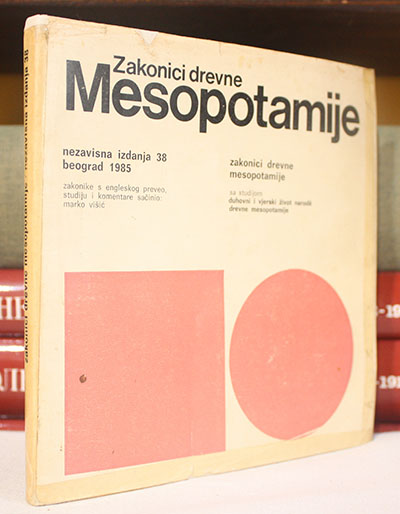 Zakonici drevne
Mesopotamije
nezavisna izdanja 38
beograd 1985
zakonike s engleskog preveo,
studiju i komentare sačinio:
marko višić
zakonici drevne
mesopotamije
sa studijom
duhovni i vjerski život naroda
drevne mesopotamije